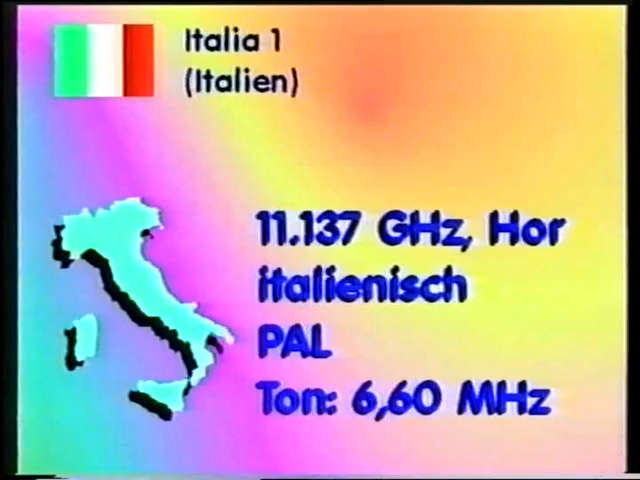 Italia 1
(Italien)
11.137 GHz, Hor
italienisch
PAL
Ton: 6,60 MHz